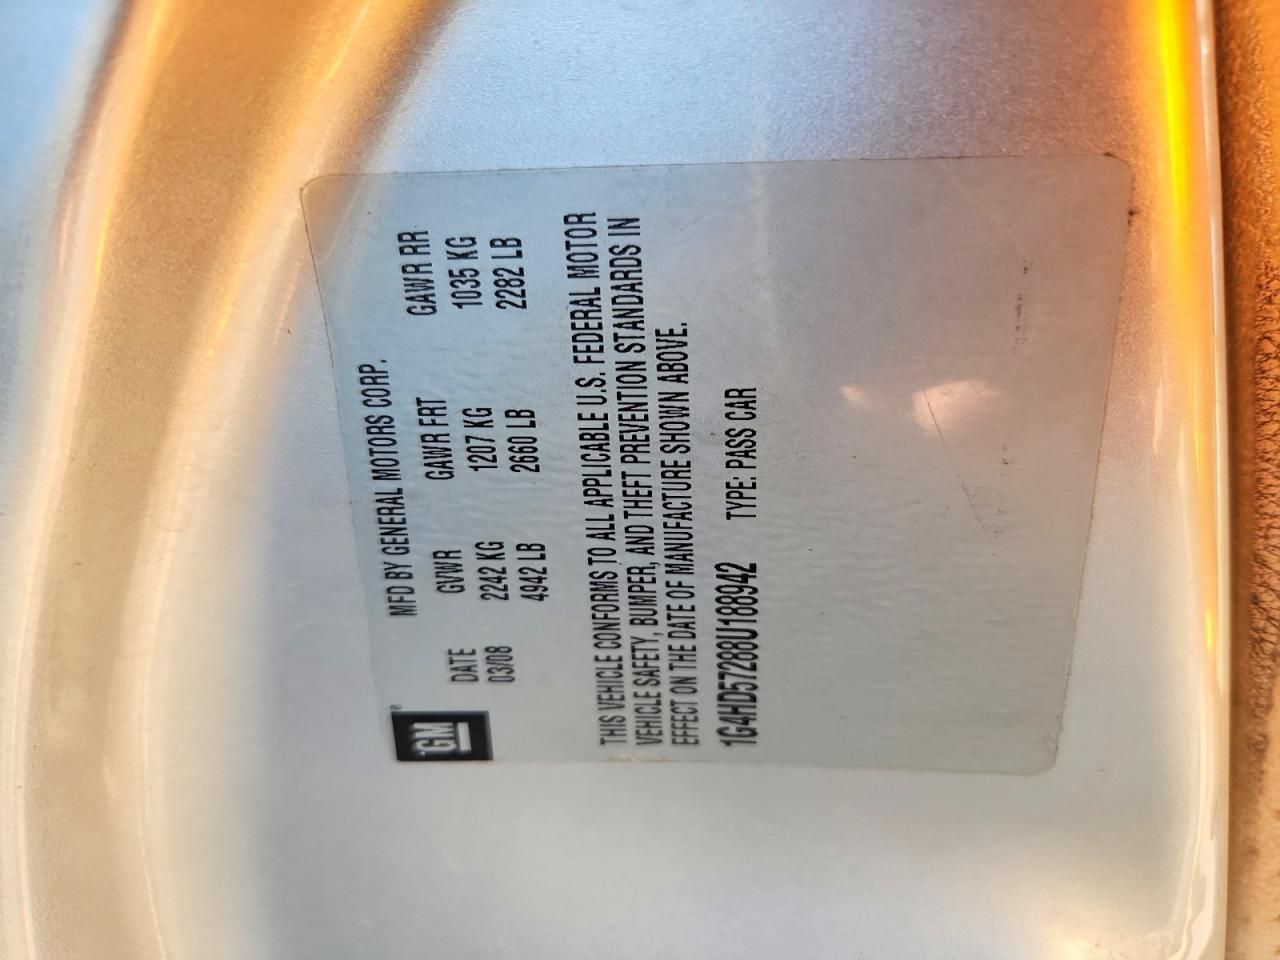 GM® MFD BY GENERAL MOTORS CORP.
DATE GVWR GAWR FRT GAWR RR
03/08 2242 KG 1207 KG 1035 KG
4942 LB 2660 LB 2282 LB
THIS VEHICLE CONFORMS TO ALL APPLICABLE U.S. FEDERAL MOTOR
VEHICLE SAFETY, BUMPER, AND THEFT PREVENTION STANDARDS IN
EFFECT ON THE DATE OF MANUFACTURE SHOWN ABOVE.
1G4HD57288U188942 TYPE: PASS CAR